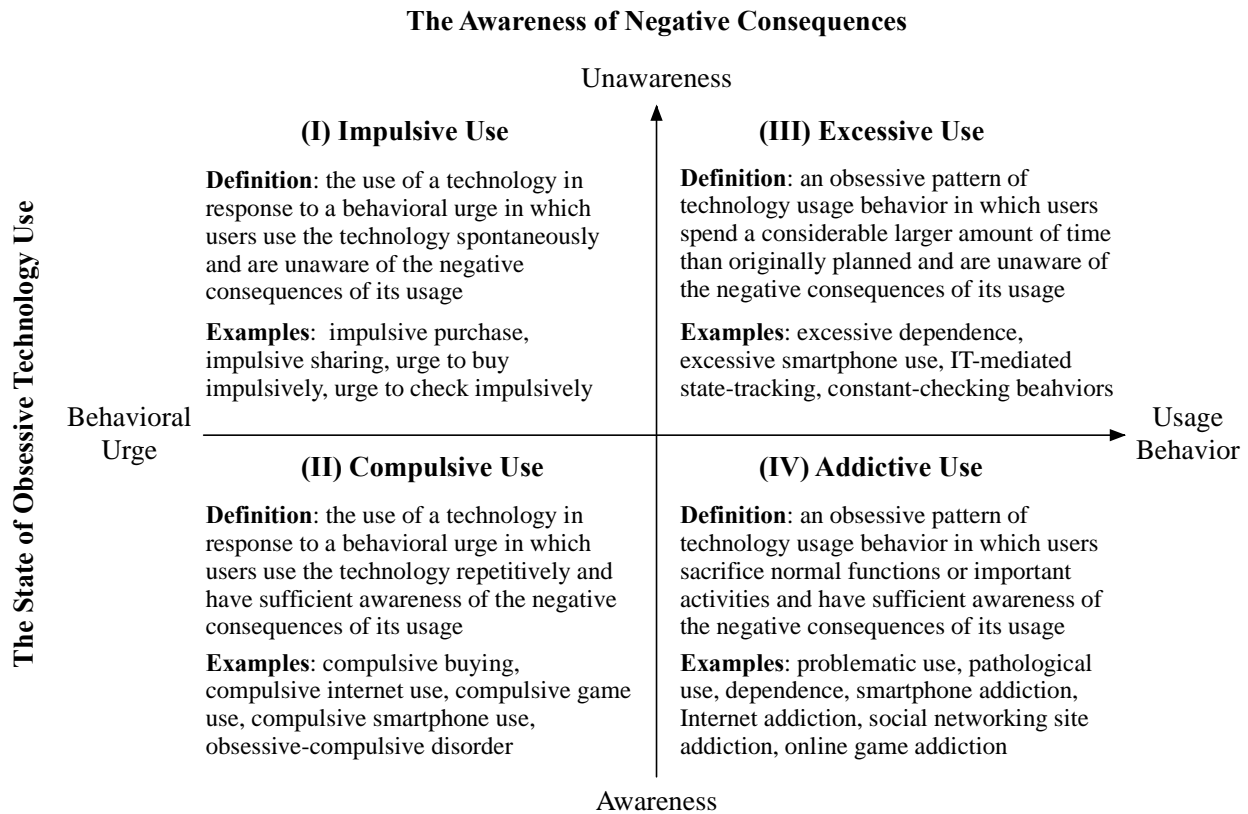 The Awareness of Negative Consequences
Unawareness
The State of Obsessive Technology Use
(I) Impulsive Use
Definition: the use of a technology in
response to a behavioral urge in which
users use the technology spontaneously
and are unaware of the negative
consequences of its usage
Examples: impulsive purchase,
impulsive sharing, urge to buy
impulsively, urge to check impulsively
(III) Excessive Use
Definition: an obsessive pattern of
technology usage behavior in which users
spend a considerable larger amount of time
than originally planned and are unaware of
the negative consequences of its usage
Examples: excessive dependence,
excessive smartphone use, IT-mediated
state-tracking, constant-checking beahviors
Behavioral
Urge
Usage
Behavior
(II) Compulsive Use
Definition: the use of a technology in
response to a behavioral urge in which
users use the technology repetitively and
have sufficient awareness of the negative
consequences of its usage
Examples: compulsive buying,
compulsive internet use, compulsive game
use, compulsive smartphone use,
obsessive-compulsive disorder
(IV) Addictive Use
Definition: an obsessive pattern of
technology usage behavior in which users
sacrifice normal functions or important
activities and have sufficient awareness of
the negative consequences of its usage
Examples: problematic use, pathological
use, dependence, smartphone addiction,
Internet addiction, social networking site
addiction, online game addiction
Awareness